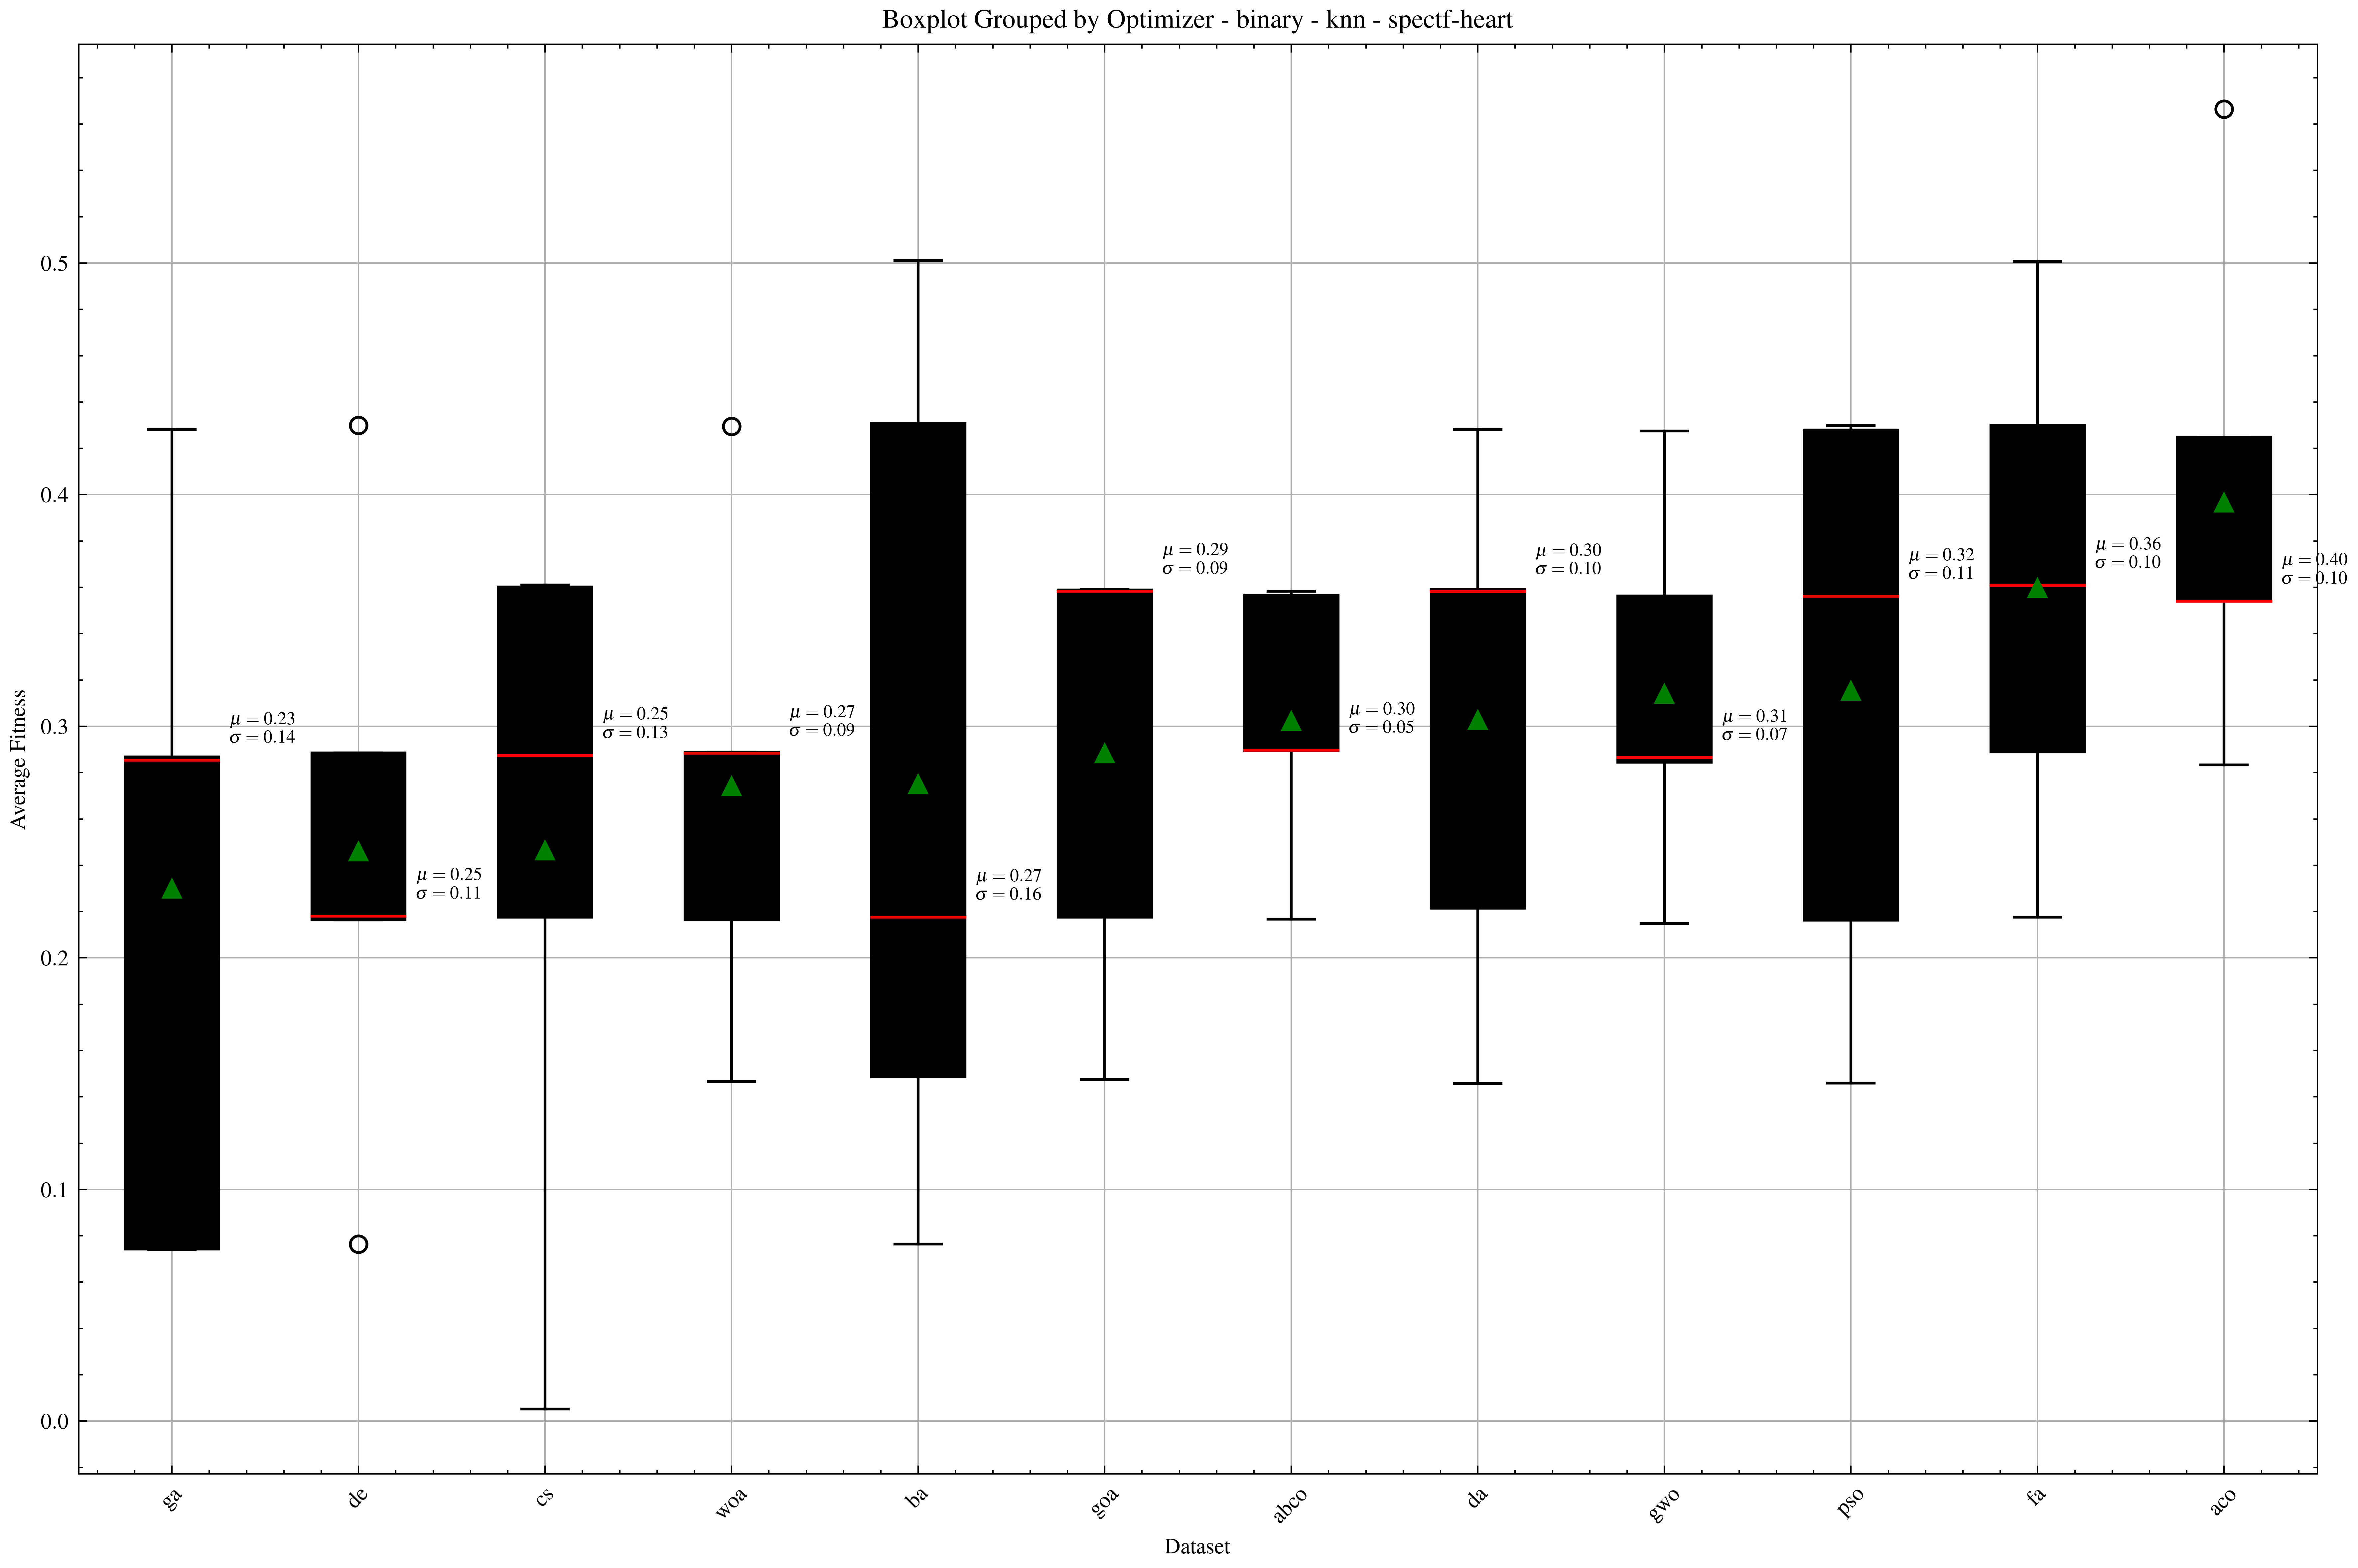 Boxplot Grouped by Optimizer - binary - knn - spectf-heart
Average Fitness
0.5
0.4
0.3
0.2
0.1
0.0
μ = 0.23
σ = 0.14
μ = 0.25
σ = 0.11
μ = 0.25
σ = 0.13
μ = 0.27
σ = 0.09
μ = 0.27
σ = 0.16
μ = 0.29
σ = 0.09
μ = 0.30
σ = 0.05
μ = 0.30
σ = 0.10
μ = 0.31
σ = 0.07
μ = 0.32
σ = 0.11
μ = 0.36
σ = 0.10
μ = 0.40
σ = 0.10
ga
de
cs
woa
ba
goa
abco
da
gwo
pso
fa
aco
Dataset